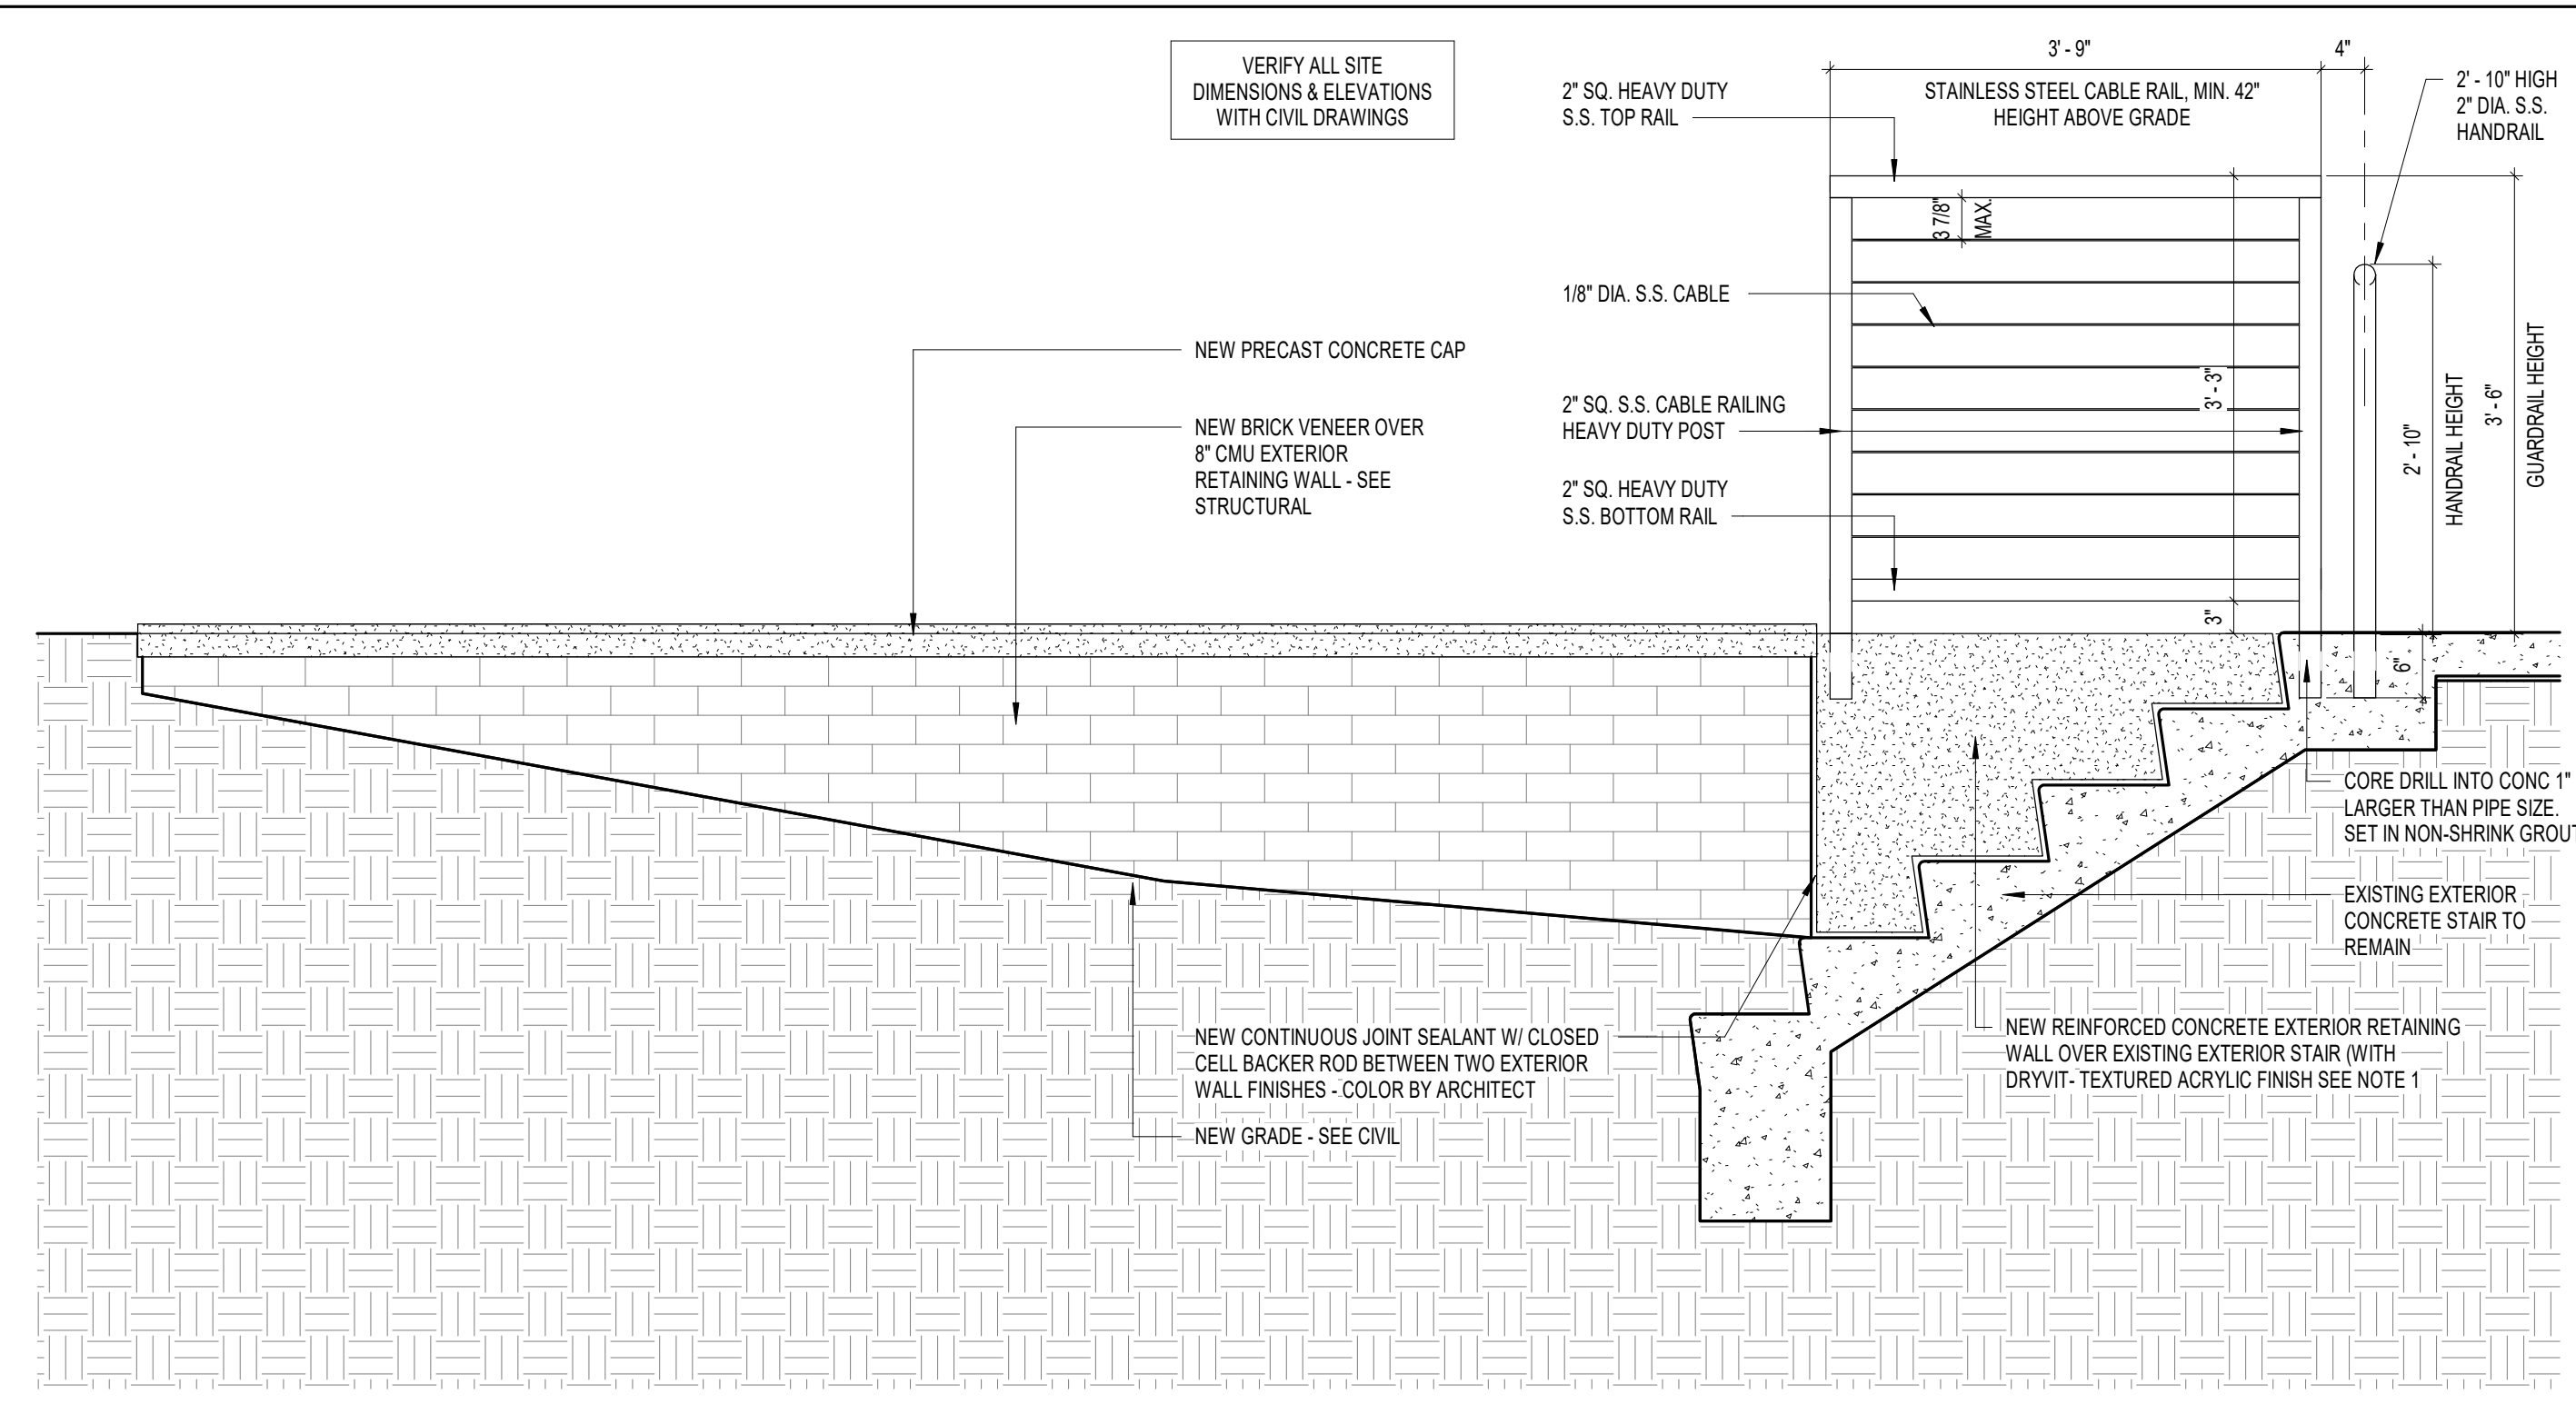 VERIFY ALL SITE
DIMENSIONS & ELEVATIONS
WITH CIVIL DRAWINGS
2" SQ. HEAVY DUTY
S.S. TOP RAIL
3' - 9"
4"
STAINLESS STEEL CABLE RAIL, MIN. 42"
HEIGHT ABOVE GRADE
2' - 10" HIGH
2" DIA. S.S.
HANDRAIL
3 7/8"
MAX.
1/8" DIA. S.S. CABLE
NEW PRECAST CONCRETE CAP
2" SQ. S.S. CABLE RAILING
HEAVY DUTY POST
3' - 3"
2' - 10"
HANDRAIL HEIGHT
3' - 6"
GUARDRAIL HEIGHT
NEW BRICK VENEER OVER
8" CMU EXTERIOR
RETAINING WALL - SEE
STRUCTURAL
2" SQ. HEAVY DUTY
S.S. BOTTOM RAIL
3"
6"
CORE DRILL INTO CONC 1"
LARGER THAN PIPE SIZE.
SET IN NON-SHRINK GROUT
EXISTING EXTERIOR
CONCRETE STAIR TO
REMAIN
NEW CONTINUOUS JOINT SEALANT W/ CLOSED
CELL BACKER ROD BETWEEN TWO EXTERIOR
WALL FINISHES - COLOR BY ARCHITECT
NEW GRADE - SEE CIVIL
NEW REINFORCED CONCRETE EXTERIOR RETAINING
WALL OVER EXISTING EXTERIOR STAIR (WITH
DRYVIT- TEXTURED ACRYLIC FINISH SEE NOTE 1